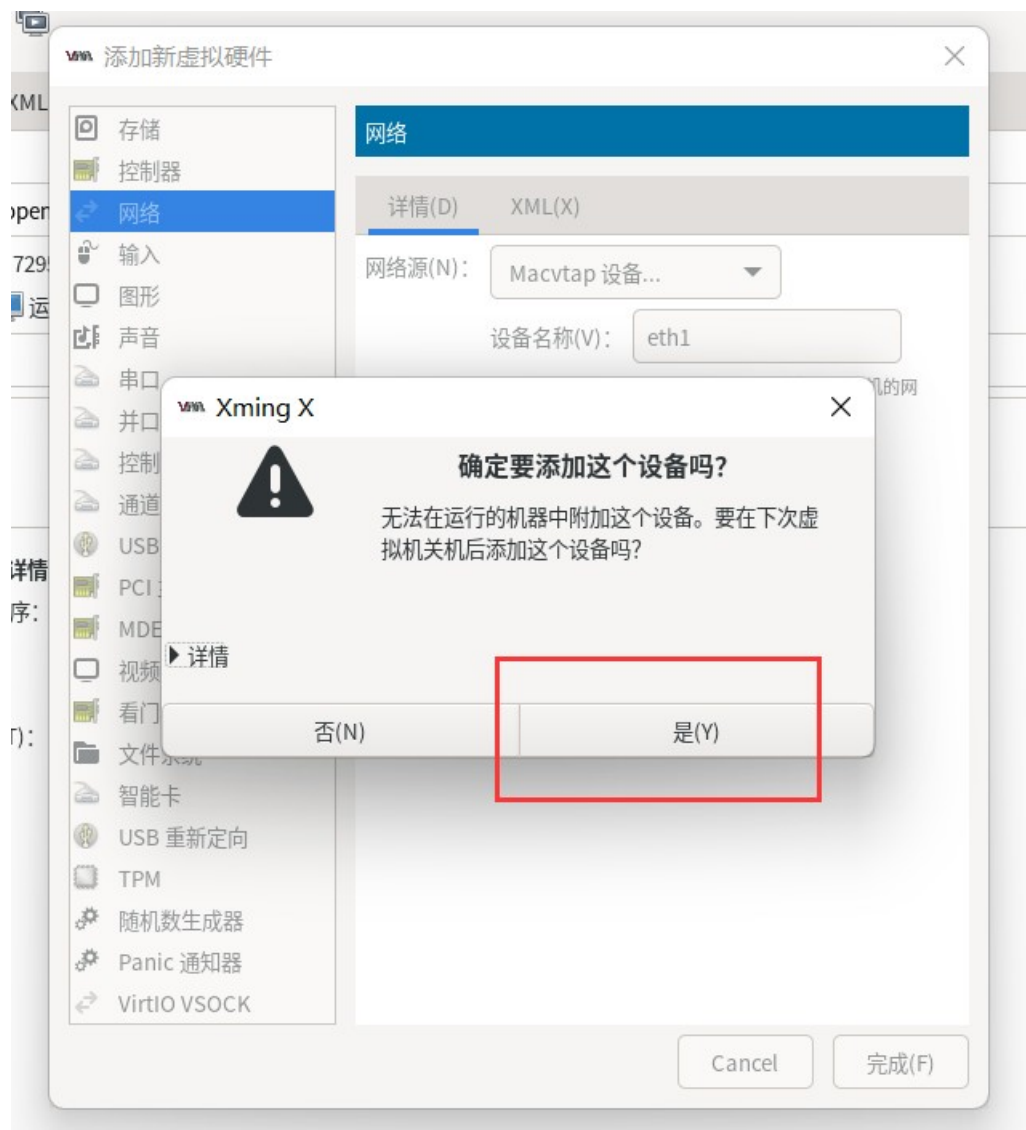 添加新虚拟硬件
XML
存储
控制器
网络
输入
图形
声音
串口
并口
控制
通道
USB
PCI
MDE
视频
看门
文件系统
智能卡
USB 重新定向
TPM
随机数生成器
Panic 通知器
VirtIO VSOCK
open
729
运
详情
序:
T):
网络
详情(D)
XML(X)
网络源(N):
Macvtap 设备...
设备名称(V):
eth1
机的网
Xming X
确定要添加这个设备吗?
无法在运行的机器中附加这个设备。要在下次虚
拟机关机后添加这个设备吗?
详情
否(N)
是(Y)
Cancel
完成(F)